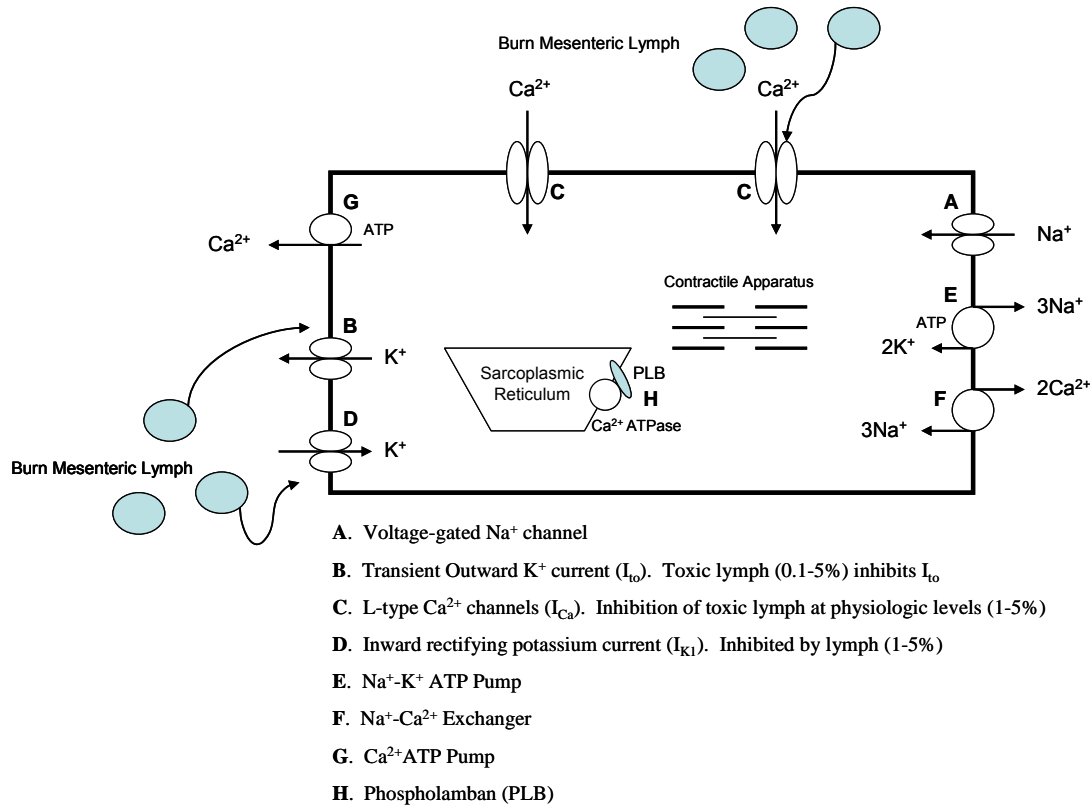 Burn Mesenteric Lymph
Ca²⁺
Ca²⁺
C
C
G
ATP
Ca²⁺
A
Na⁺
Contractile Apparatus
E
3Na⁺
ATP
2K⁺
B
K⁺
Sarcoplasmic
Reticulum
PLB
H
Ca²⁺ ATPase
F
2Ca²⁺
3Na⁺
D
K⁺
Burn Mesenteric Lymph
A. Voltage-gated Na⁺ channel
B. Transient Outward K⁺ current (Ito). Toxic lymph (0.1-5%) inhibits Ito
C. L-type Ca²⁺ channels (ICa). Inhibition of toxic lymph at physiologic levels (1-5%)
D. Inward rectifying potassium current (IK1). Inhibited by lymph (1-5%)
E. Na⁺-K⁺ ATP Pump
F. Na⁺-Ca²⁺ Exchanger
G. Ca²⁺ATP Pump
H. Phospholamban (PLB)